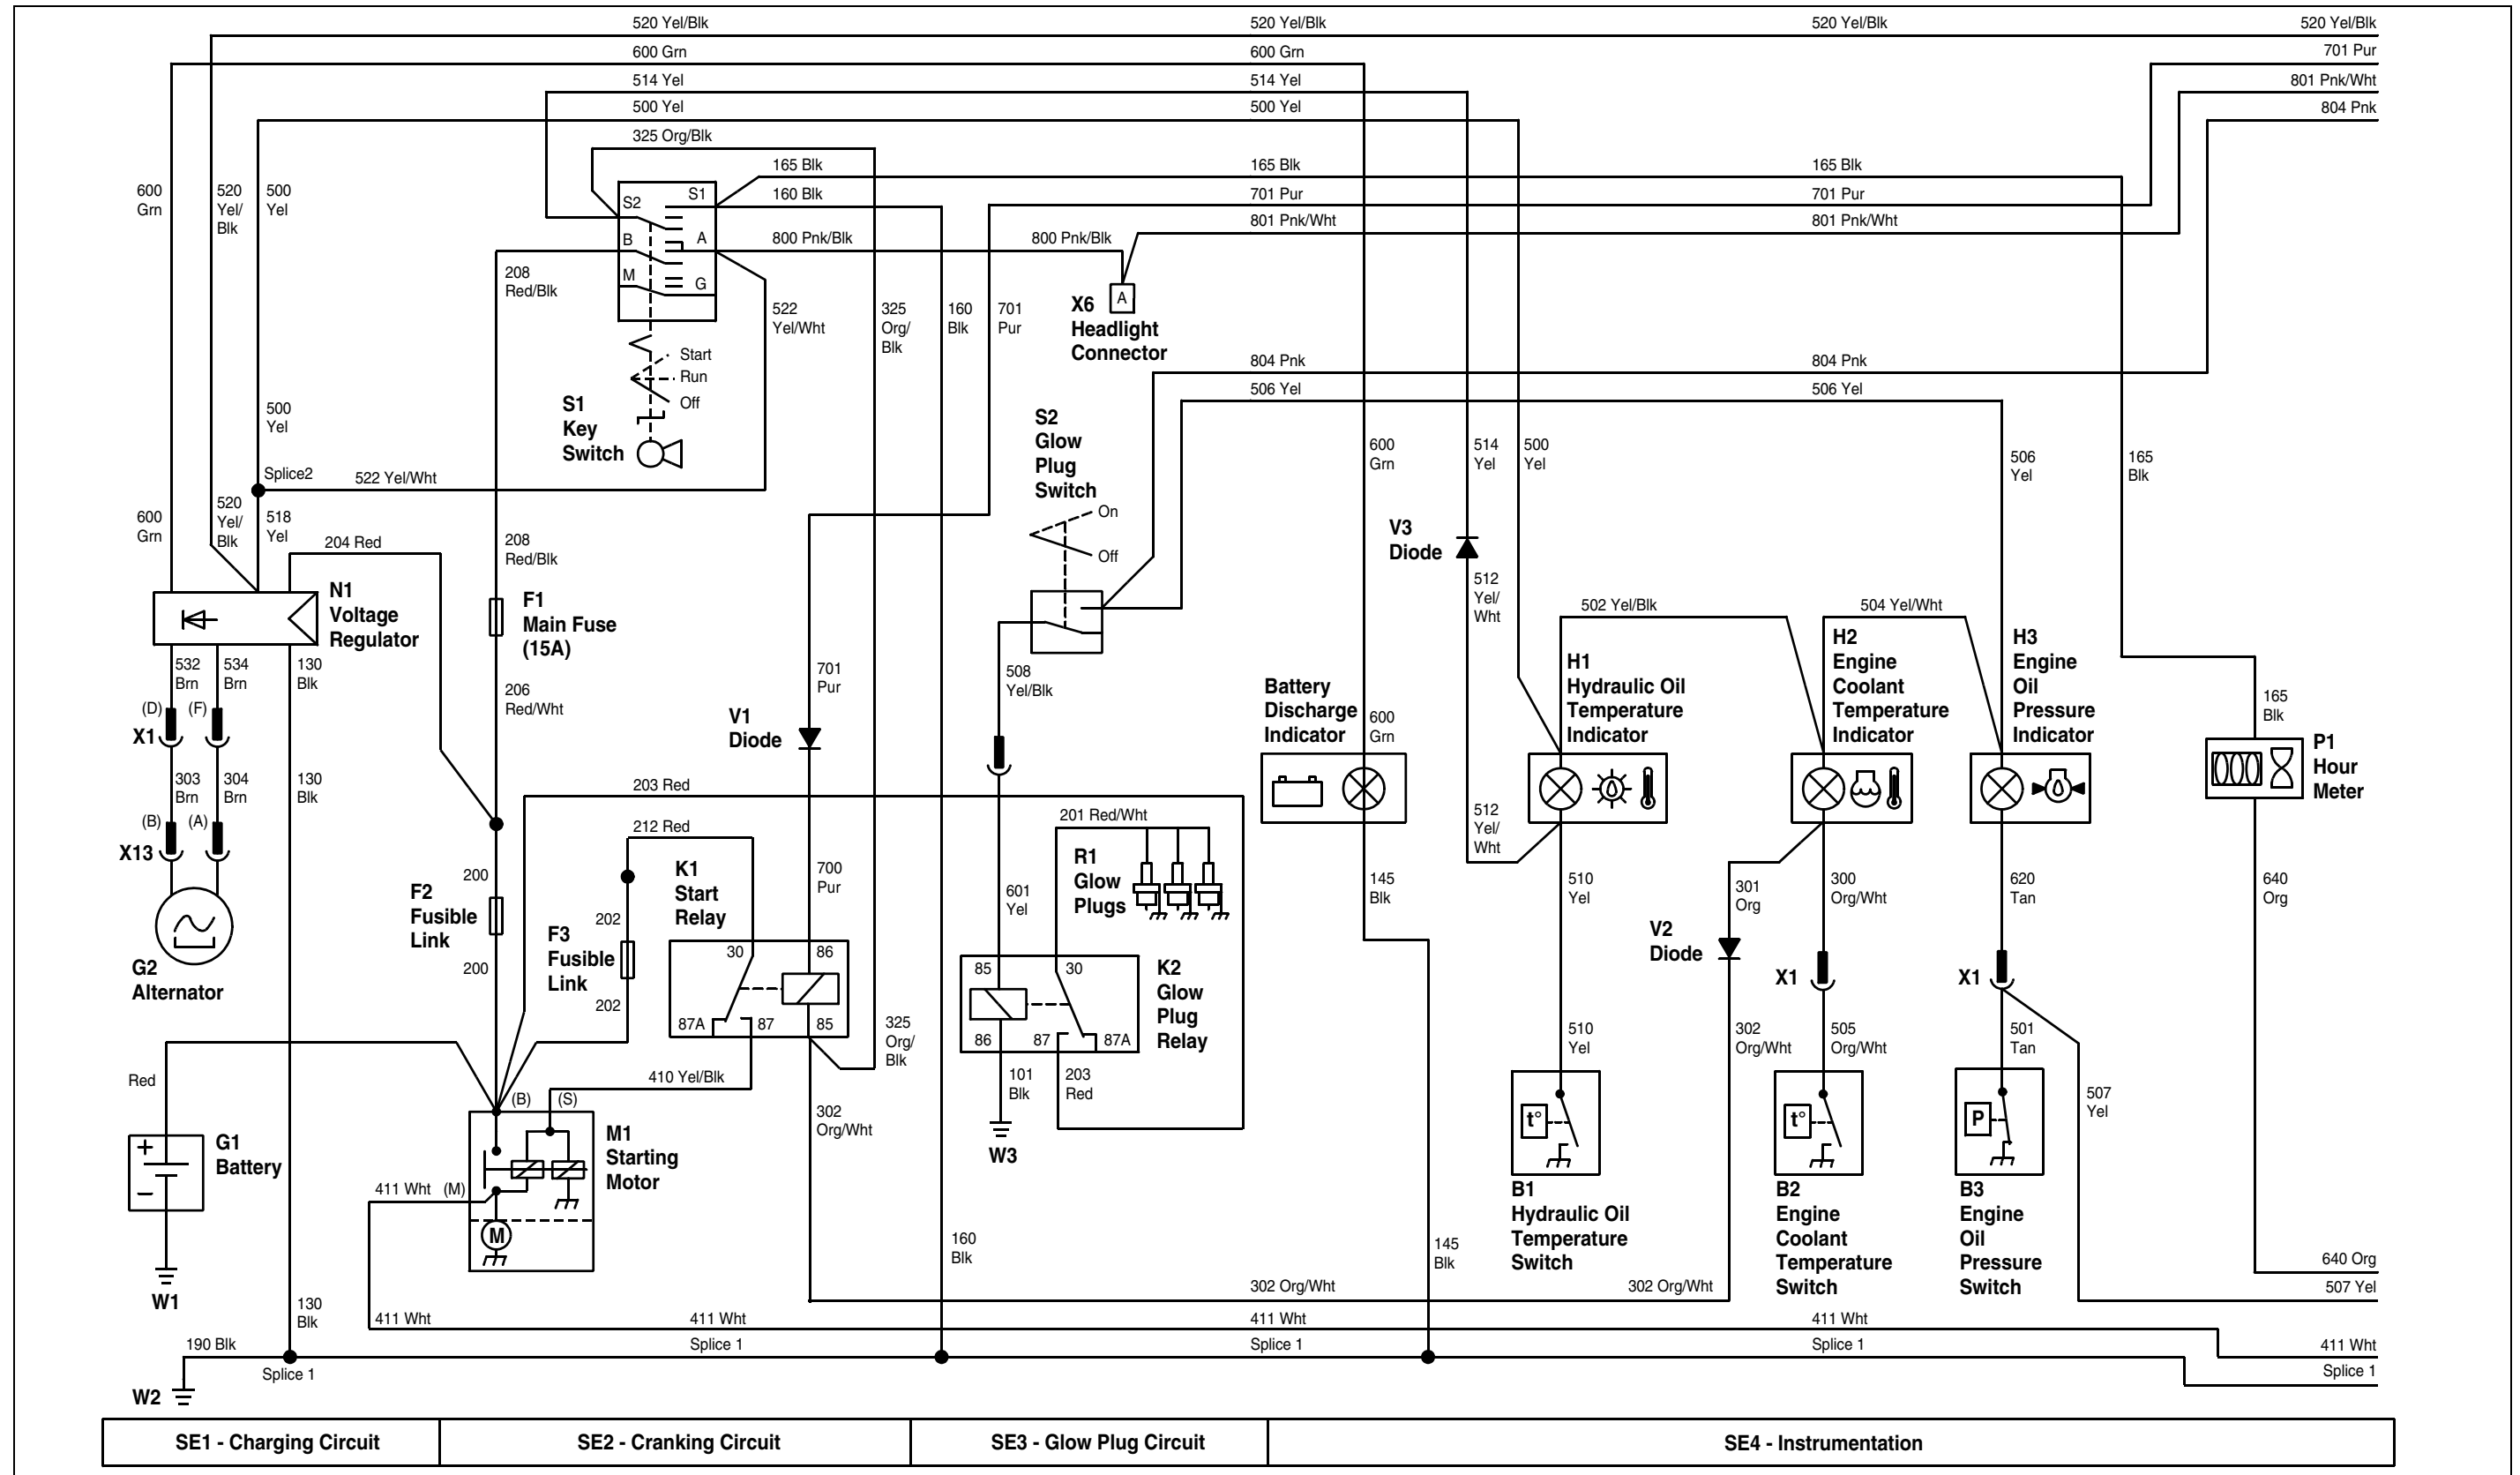 520 Yel/Blk
520 Yel/Blk
520 Yel/Blk
520 Yel/Blk
600 Grn
600 Grn
701 Pur
514 Yel
514 Yel
801 Pnk/Wht
500 Yel
500 Yel
804 Pnk
325 Org/Blk
165 Blk
165 Blk
165 Blk
160 Blk
701 Pur
701 Pur
801 Pnk/Wht
801 Pnk/Wht
800 Pnk/Blk
800 Pnk/Blk
600
Grn
520
Yel/
Blk
500
Yel
S2
S1
B
A
M
G
208
Red/Blk
522
Yel/Wht
325
Org/
Blk
160
Blk
701
Pur
X6
Headlight
Connector
A
Start
Run
Off
S1
Key
Switch
804 Pnk
804 Pnk
506 Yel
506 Yel
500
Yel
S2
Glow
Plug
Switch
On
Off
600
Grn
514
Yel
500
Yel
506
Yel
165
Blk
Splice2
522 Yel/Wht
600
Grn
520
Yel/
Blk
518
Yel
204 Red
208
Red/Blk
V3
Diode
512
Yel/
Wht
N1
Voltage
Regulator
F1
Main Fuse
(15A)
502 Yel/Blk
504 Yel/Wht
532
Brn
534
Brn
130
Blk
206
Red/Wht
701
Pur
508
Yel/Blk
Battery
Discharge
Indicator
600
Grn
H1
Hydraulic Oil
Temperature
Indicator
H2
Engine
Coolant
Temperature
Indicator
H3
Engine
Oil
Pressure
Indicator
165
Blk
(D)
(F)
X1
V1
Diode
P1
Hour
Meter
303
Brn
304
Brn
130
Blk
203 Red
(B)
(A)
X13
212 Red
201 Red/Wht
512
Yel/
Wht
K1
Start
Relay
R1
Glow
Plugs
700
Pur
601
Yel
145
Blk
510
Yel
301
Org
300
Org/Wht
620
Tan
640
Org
200
F2
Fusible
Link
200
202
F3
Fusible
Link
202
V2
Diode
G2
Alternator
30
86
87A
87
85
85
30
86
87
87A
K2
Glow
Plug
Relay
X1
X1
325
Org/
Blk
510
Yel
302
Org/Wht
505
Org/Wht
501
Tan
507
Yel
Red
410 Yel/Blk
101
Blk
203
Red
(B)
(S)
302
Org/Wht
t°
t°
P
+
−
G1
Battery
M1
Starting
Motor
W3
411 Wht
(M)
M
B1
Hydraulic Oil
Temperature
Switch
B2
Engine
Coolant
Temperature
Switch
B3
Engine
Oil
Pressure
Switch
160
Blk
145
Blk
640 Org
W1
130
Blk
302 Org/Wht
302 Org/Wht
507 Yel
411 Wht
411 Wht
411 Wht
411 Wht
190 Blk
Splice 1
Splice 1
Splice 1
411 Wht
Splice 1
Splice 1
W2
SE1 - Charging Circuit
SE2 - Cranking Circuit
SE3 - Glow Plug Circuit
SE4 - Instrumentation